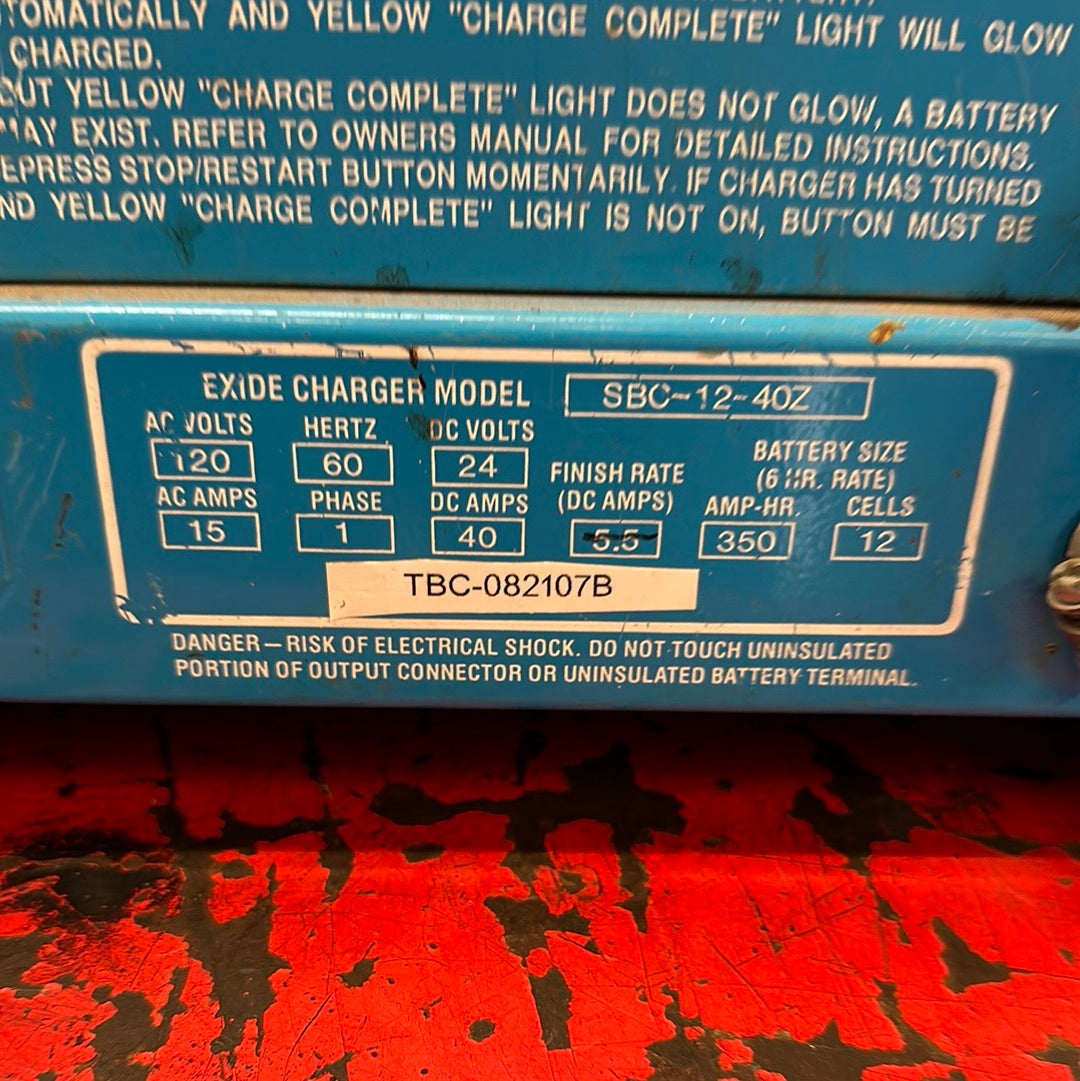 TOMATICALLY AND YELLOW "CHARGE COMPLETE" LIGHT WILL GLOW
CHARGED.
OUT YELLOW "CHARGE COMPLETE" LIGHT DOES NOT GLOW, A BATTERY
MAY EXIST. REFER TO OWNERS MANUAL FOR DETAILED INSTRUCTIONS.
EPRESS STOP/RESTART BUTTON MOMENTARILY. IF CHARGER HAS TURNED
ND YELLOW "CHARGE COMPLETE" LIGHT IS NOT ON, BUTTON MUST BE
EXIDE CHARGER MODEL SBC-12-40Z
AC VOLTS HERTZ DC VOLTS
120 60 24
BATTERY SIZE
FINISH RATE (6 HR. RATE)
AC AMPS PHASE DC AMPS (DC AMPS) AMP-HR. CELLS
15 1 40 5.5 350 12
TBC-082107B
DANGER — RISK OF ELECTRICAL SHOCK. DO NOT TOUCH UNINSULATED
PORTION OF OUTPUT CONNECTOR OR UNINSULATED BATTERY TERMINAL.